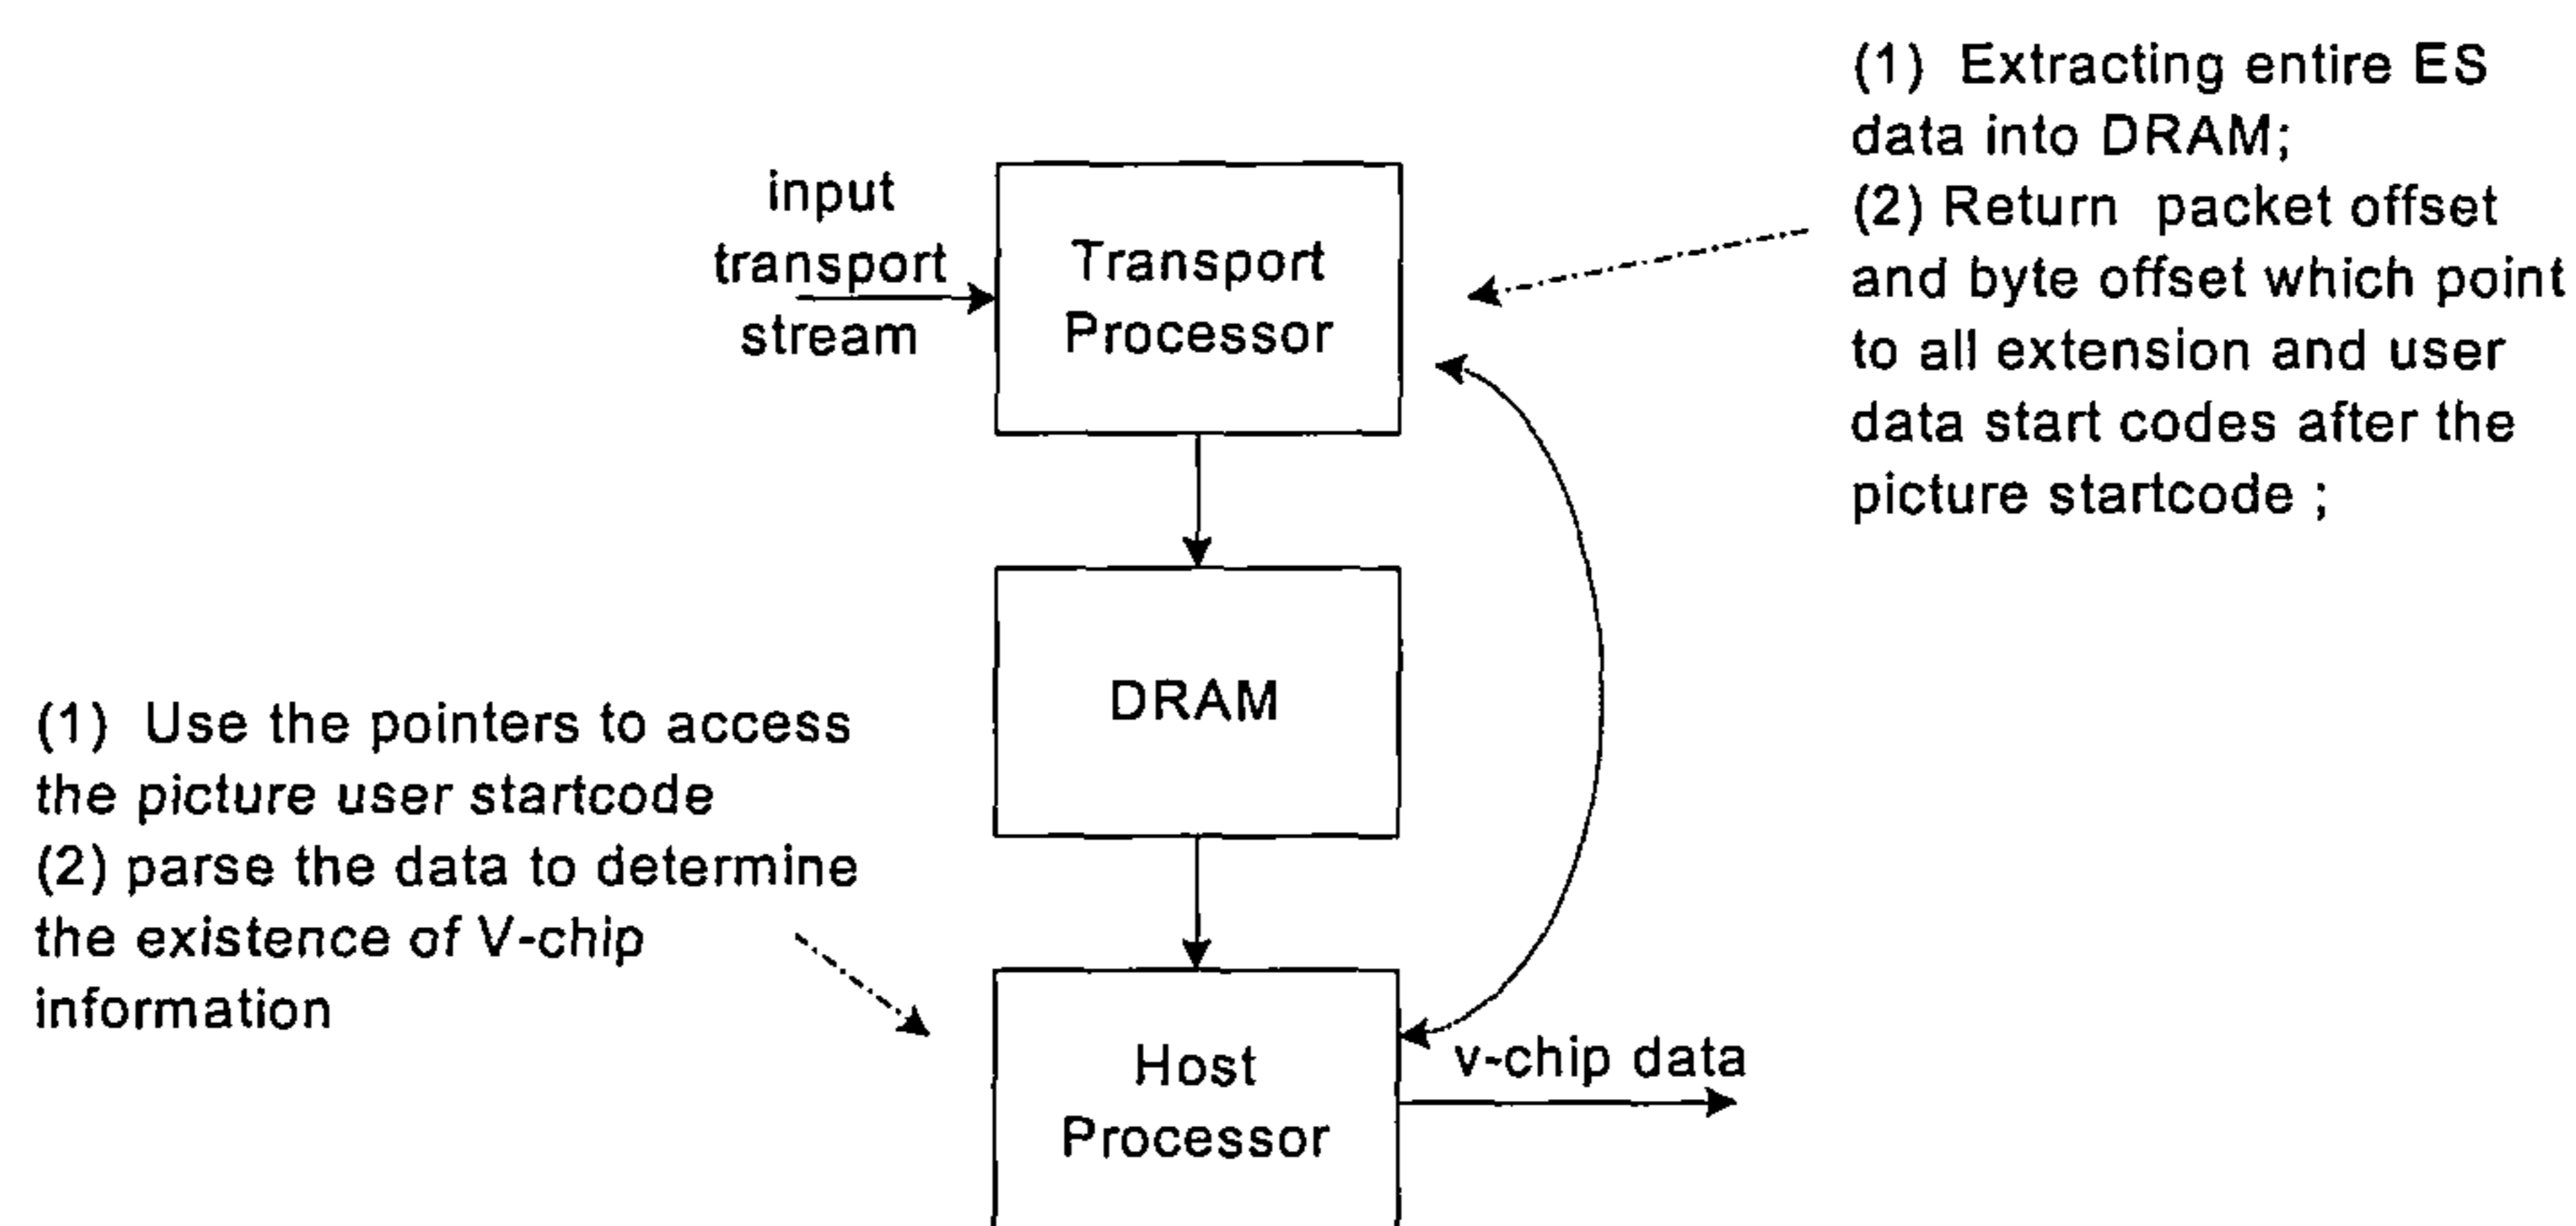 input
transport
stream
Transport
Processor
(1) Extracting entire ES
data into DRAM;
(2) Return packet offset
and byte offset which point
to all extension and user
data start codes after the
picture startcode ;
DRAM
(1) Use the pointers to access
the picture user startcode
(2) parse the data to determine
the existence of V-chip
information
Host
Processor
v-chip data